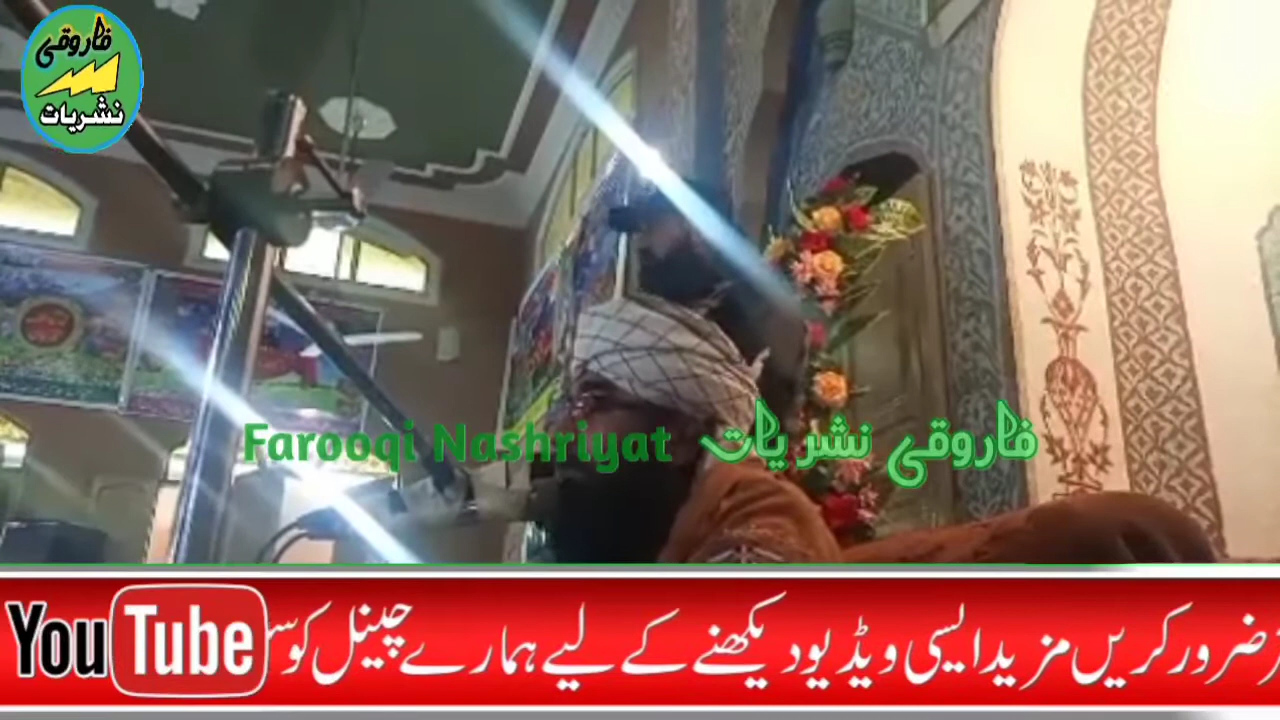 فاروقی
نشریات
Farooqi Nashriyat فاروقی نشریات
ضرور کریں مزید ایسی ویڈیو دیکھنے کے لیے ہمارے چینل کو
YouTube